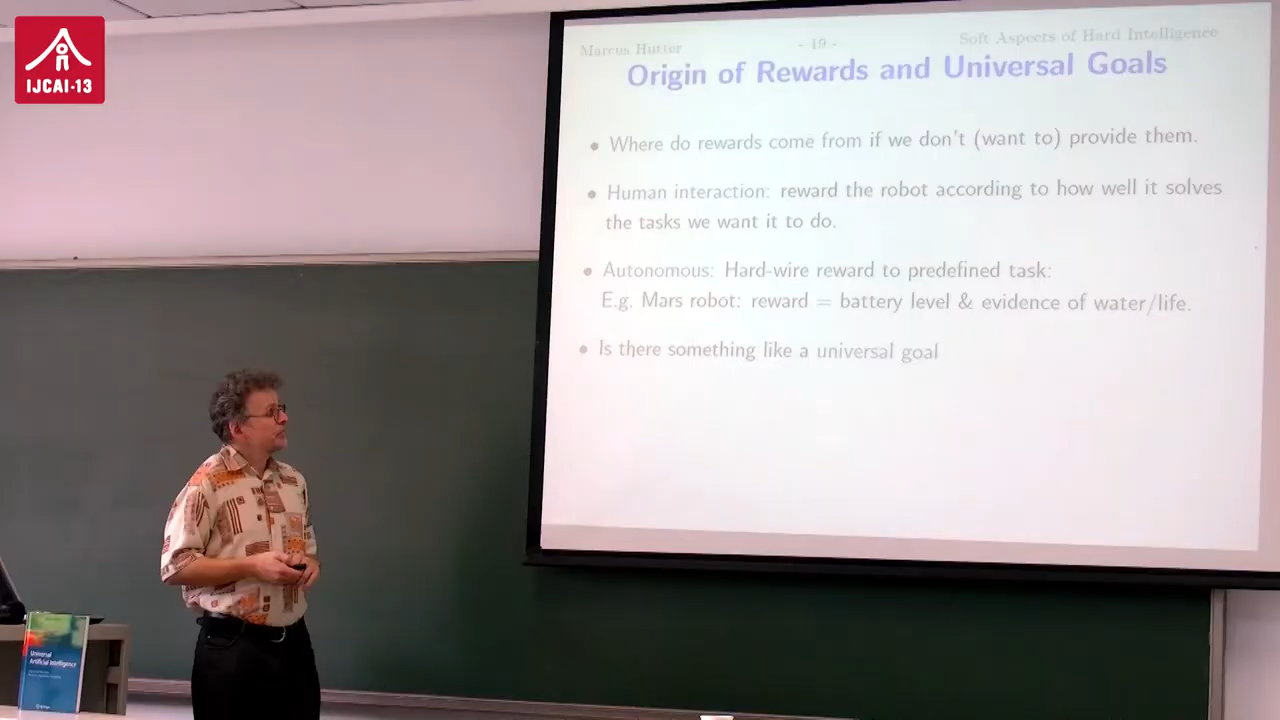 IJCAI-13
Marcus Hutter - 19 - Soft Aspects of Hard Intelligence
Origin of Rewards and Universal Goals
• Where do rewards come from if we don't (want to) provide them.
• Human interaction: reward the robot according to how well it solves
the tasks we want it to do.
• Autonomous: Hard-wire reward to predefined task:
E.g. Mars robot: reward = battery level & evidence of water/life.
• Is there something like a universal goal
Universal
Artificial Intelligence